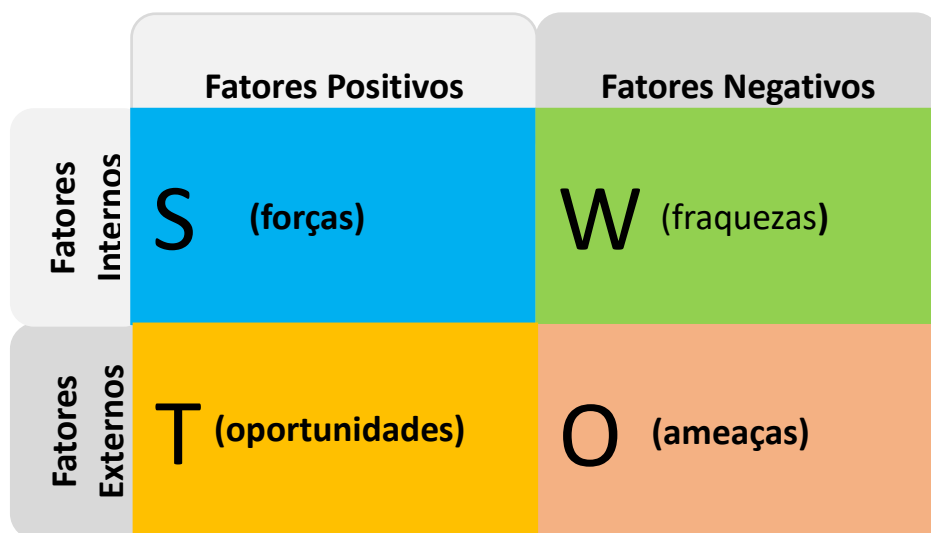 Fatores Positivos
Fatores Negativos
Fatores
Internos
S (forças)
W (fraquezas)
Fatores
Externos
T (oportunidades)
O (ameaças)